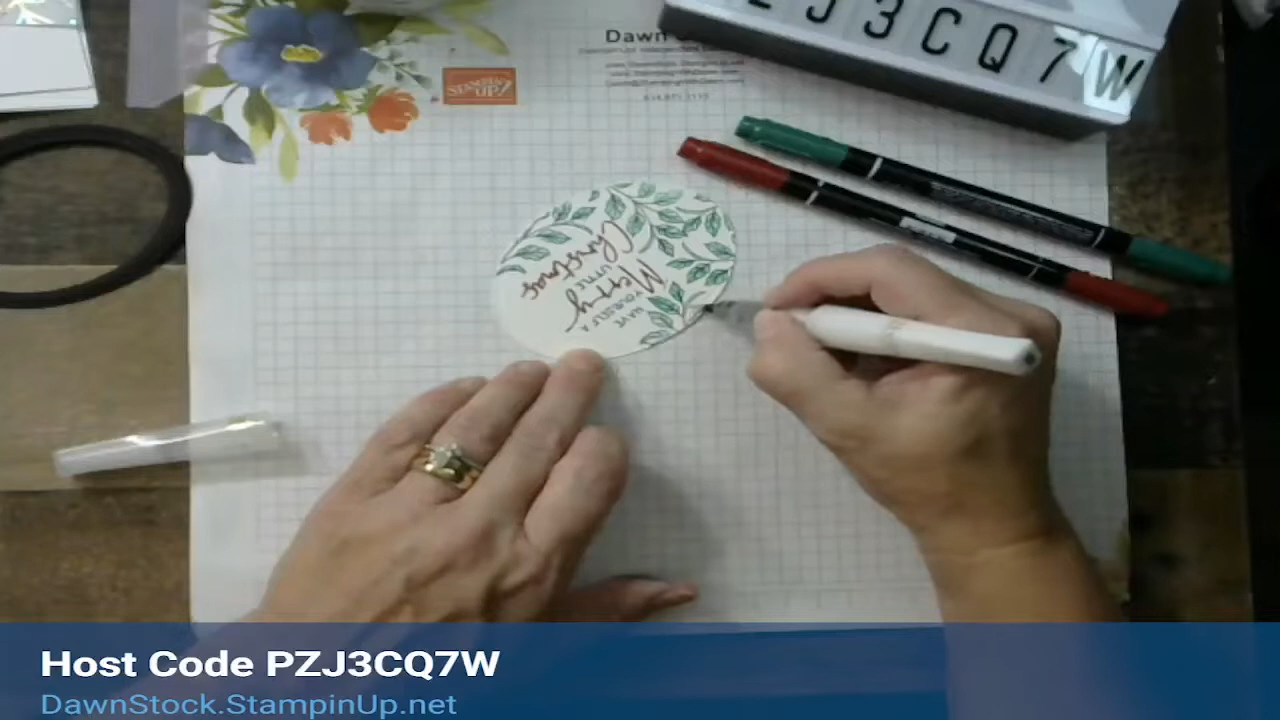 Dawn
STAMPIN' UP!
J3CQ7W
HAVE
YOURSELF A
Merry
LITTLE
Christmas
Host Code PZJ3CQ7W
DawnStock.StampinUp.net